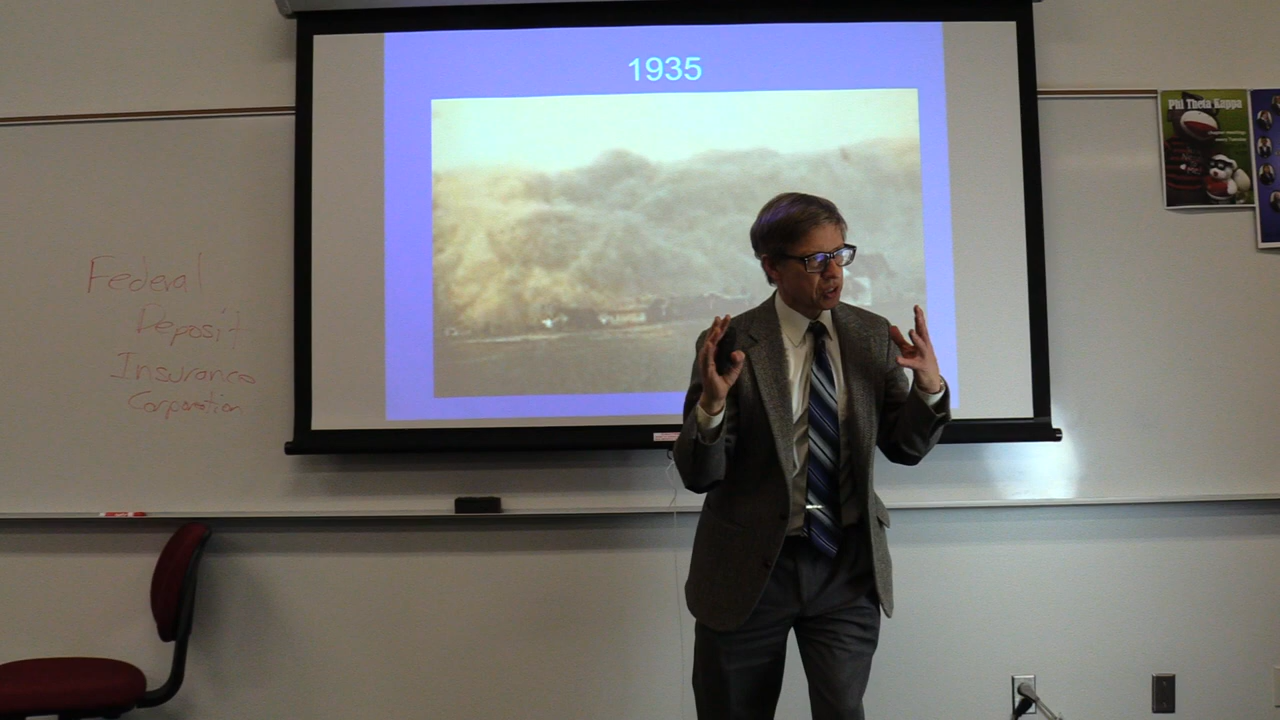 1935
Phi Theta Kappa
Federal
Deposit
Insurance
Corporation